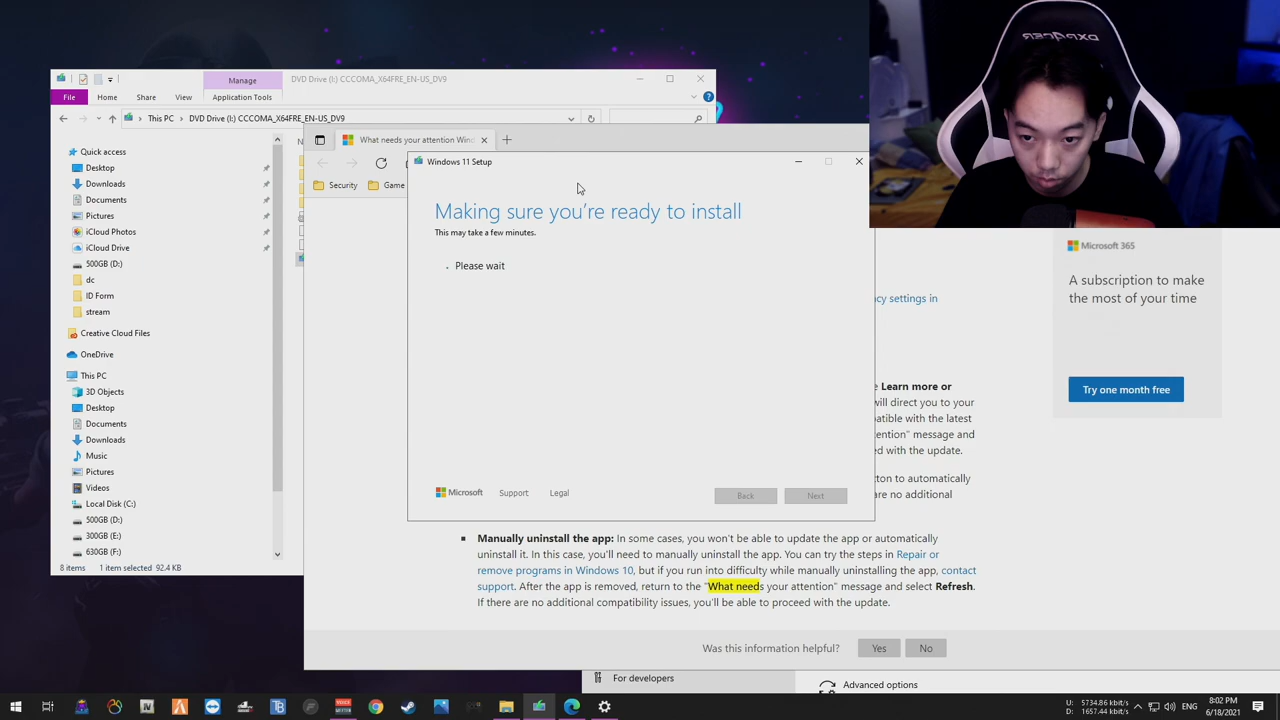 Manage
DVD Drive (I:) CCCOMA_X64FRE_EN-US_DV9
File
Home
Share
View
Application Tools
This PC
DVD Drive (I:) CCCOMA_X64FRE_EN-US_DV9
Quick access
Desktop
Downloads
Documents
Pictures
iCloud Photos
iCloud Drive
500GB (D:)
dc
ID Form
stream
Creative Cloud Files
OneDrive
This PC
3D Objects
Desktop
Documents
Downloads
Music
Pictures
Videos
Local Disk (C:)
500GB (D:)
300GB (E:)
630GB (F:)
8 items
1 item selected 92.4 KB
What needs your attention Win
Security
Game
Windows 11 Setup
Making sure you're ready to install
This may take a few minutes.
Please wait
Microsoft
Support
Legal
Back
Next
cy settings in
Learn more or
will direct you to your
patible with the latest
tention" message and
ed with the update.
ton to automatically
are no additional
Manually uninstall the app: In some cases, you won't be able to update the app or automatically
uninstall it. In this case, you'll need to manually uninstall the app. You can try the steps in Repair or
remove programs in Windows 10, but if you run into difficulty while manually uninstalling the app, contact
support. After the app is removed, return to the "What needs your attention" message and select Refresh.
If there are no additional compatibility issues, you'll be able to proceed with the update.
Was this information helpful?
Yes
No
Microsoft 365
A subscription to make
the most of your time
Try one month free
For developers
Advanced options
DXRACER
U: 5734.86 kbit/s
D: 1657.44 kbit/s
ENG
8:02 PM
6/18/2021